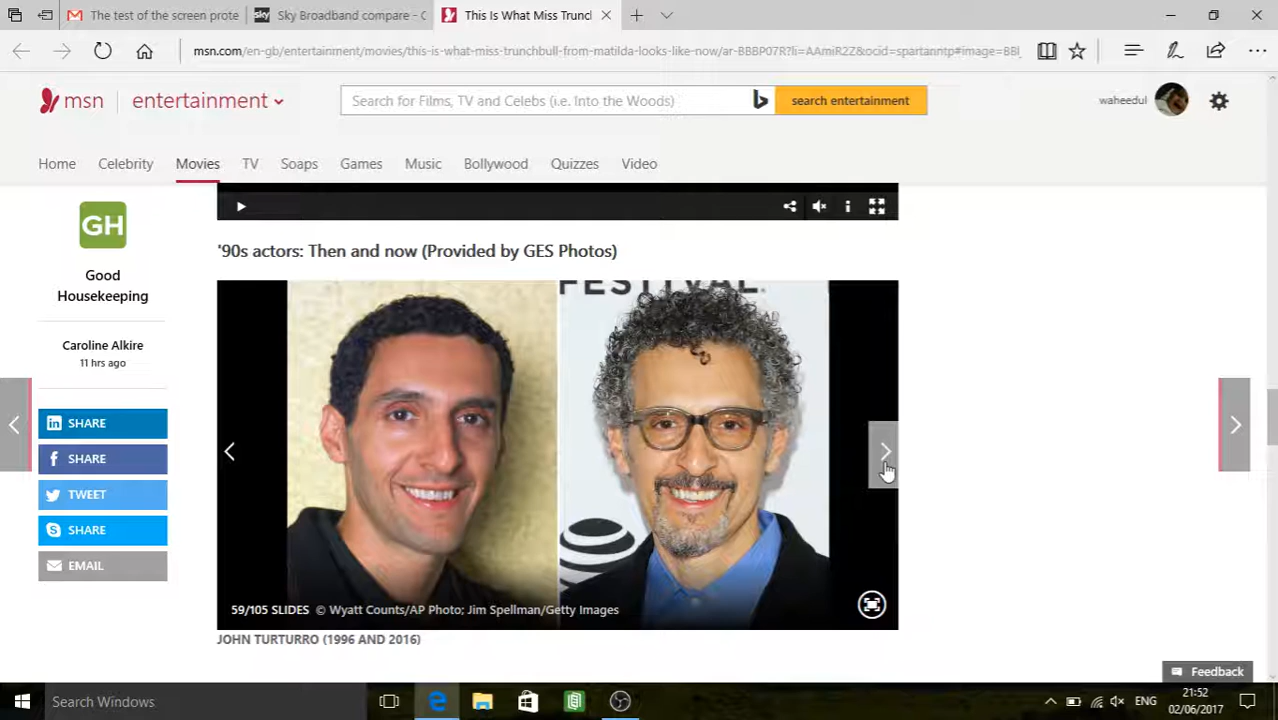 The test of the screen prote
Sky Broadband compare - C
This Is What Miss Trunchl
msn.com/en-gb/entertainment/movies/this-is-what-miss-trunchbull-from-matilda-looks-like-now/ar-BBBP07R?li=AAmiR2Z&ocid=spartanntp#image=BBl
msn
entertainment
Search for Films, TV and Celebs (i.e. Into the Woods)
search entertainment
waheedul
Home
Celebrity
Movies
TV
Soaps
Games
Music
Bollywood
Quizzes
Video
GH
Good
Housekeeping
Caroline Alkire
11 hrs ago
SHARE
SHARE
TWEET
SHARE
EMAIL
'90s actors: Then and now (Provided by GES Photos)
FESTIVAL
59/105 SLIDES © Wyatt Counts/AP Photo; Jim Spellman/Getty Images
JOHN TURTURRO (1996 AND 2016)
Feedback
Search Windows
ENG
21:52
02/06/2017